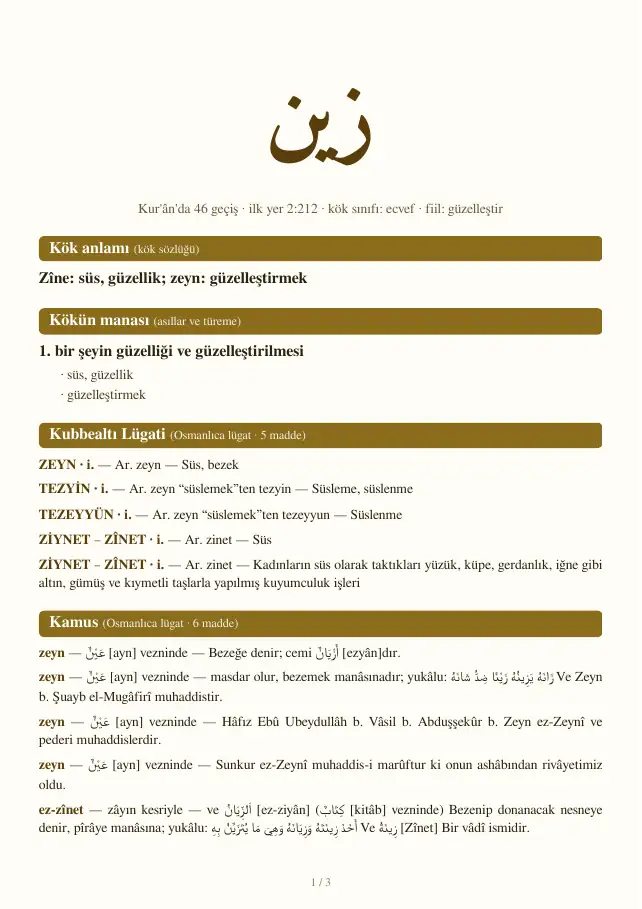 زين
Kur'ân'da 46 geçiş · ilk yer 2:212 · kök sınıfı: ecvef · fiil: güzelleştir
Kök anlamı (kök sözlüğü)
Zîne: süs, güzellik; zeyn: güzelleştirmek
Kökün manası (asıllar ve türeme)
1. bir şeyin güzelliği ve güzelleştirilmesi
· süs, güzellik
· güzelleştirmek
Kubbealtı Lügati (Osmanlıca lügat · 5 madde)
ZEYN · i. — Ar. zeyn — Süs, bezek
TEZYİN · i. — Ar. zeyn “süslemek”ten tezyin — Süsleme, süslenme
TEZEYYÜN · i. — Ar. zeyn “süslemek”ten tezeyyun — Süslenme
ZİYNET – ZÎNET · i. — Ar. zinet — Süs
ZİYNET – ZÎNET · i. — Ar. zinet — Kadınların süs olarak taktıkları yüzük, küpe, gerdanlık, iğne gibi
altın, gümüş ve kıymetli taşlarla yapılmış kuyumculuk işleri
Kamus (Osmanlıca lügat · 6 madde)
zeyn — عَيْنٌ [ayn] vezninde — Bezeğe denir; cemi أَزْيَانٌ [ezyân]dır.
zeyn — عَيْنٌ [ayn] vezninde — masdar olur, bezemek manâsınadır; yukâlu: زَانَهُ يَزِينُهُ زَيْنًا ضِدُّ شَانَهُ Ve Zeyn
b. Şuayb el-Mugâfirî muhaddistir.
zeyn — عَيْنٌ [ayn] vezninde — Hâfız Ebû Ubeydullâh b. Vâsil b. Abduşşekûr b. Zeyn ez-Zeynî ve
pederi muhaddislerdir.
zeyn — عَيْنٌ [ayn] vezninde — Sunkur ez-Zeynî muhaddis-i marûftur ki onun ashâbından rivâyetimiz
oldu.
ez-zînet — zâyın kesriyle — ve اَلزِّيَانُ [ez-ziyân] (كِتَابٌ [kitâb] vezninde) Bezenip donanacak nesneye
denir, pîrâye manâsına; yukâlu: أَخَذَ زِينَتَهُ وَزِيَانَهُ وَهِيَ مَا يُتَزَيَّنُ بِهِ Ve زِينَةُ [Zînet] Bir vâdî ismidir.
1 / 3